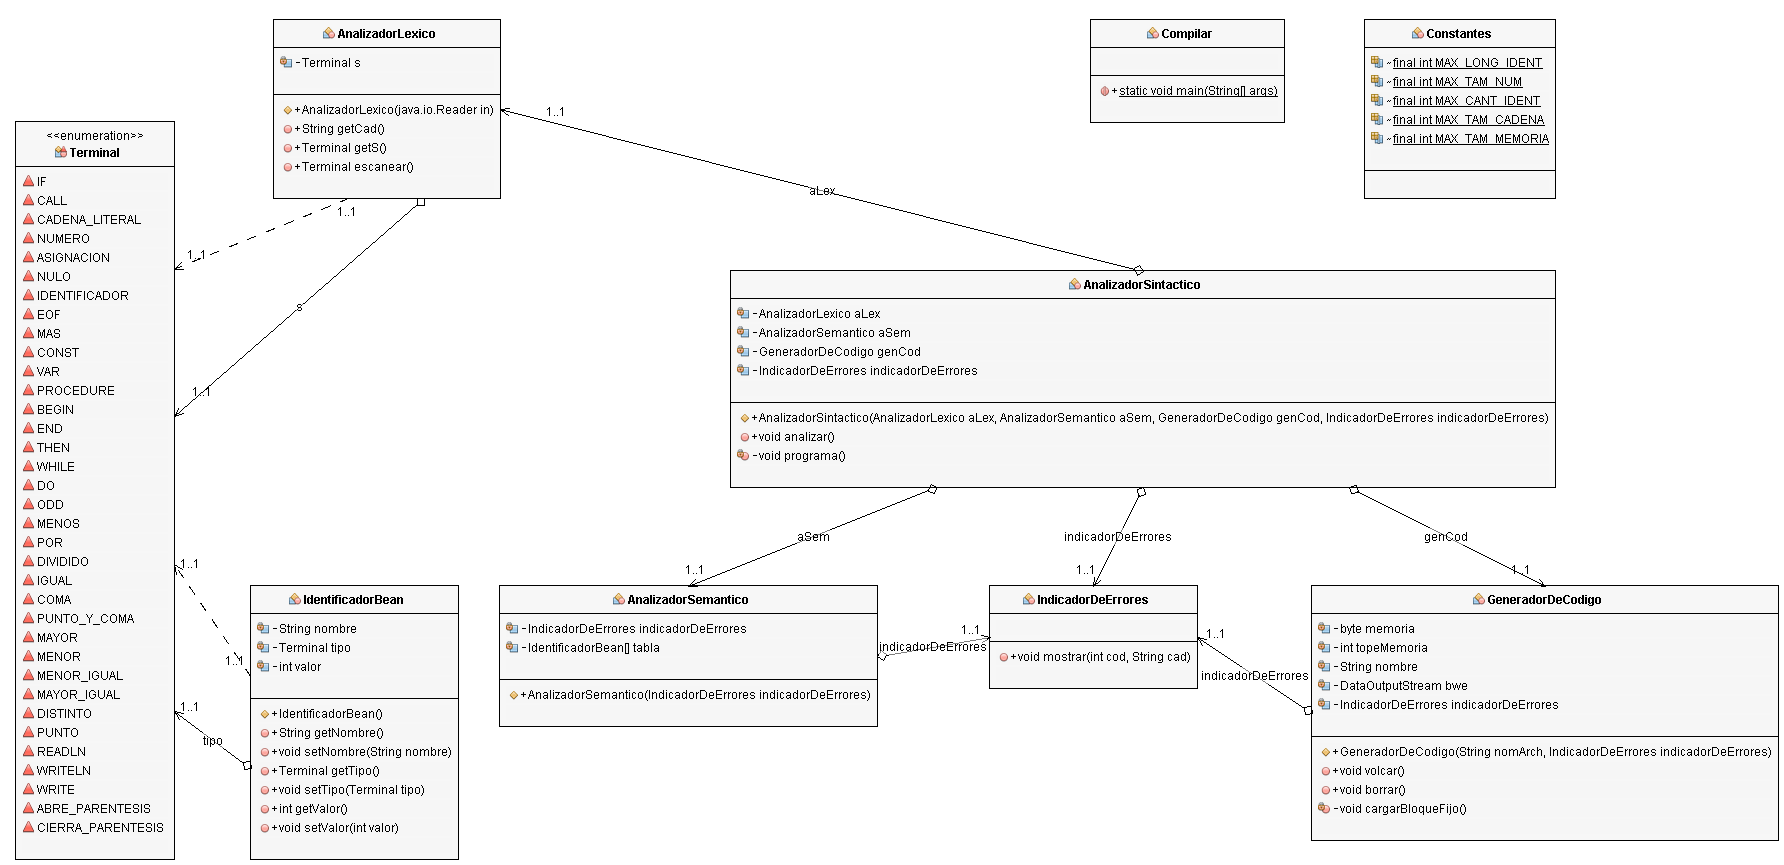 AnalizadorLexico
-Terminal s
+AnalizadorLexico(java.io.Reader in)
+String getCad()
+Terminal getS()
+Terminal escanear()
Compilar
+static void main(String[] args)
Constantes
~final int MAX_LONG_IDENT
~final int MAX_TAM_NUM
~final int MAX_CANT_IDENT
~final int MAX_TAM_CADENA
~final int MAX_TAM_MEMORIA
<<enumeration>>
Terminal
IF
CALL
CADENA_LITERAL
NUMERO
ASIGNACION
NULO
IDENTIFICADOR
EOF
MAS
CONST
VAR
PROCEDURE
BEGIN
END
THEN
WHILE
DO
ODD
MENOS
POR
DIVIDIDO
IGUAL
COMA
PUNTO_Y_COMA
MAYOR
MENOR
MENOR_IGUAL
MAYOR_IGUAL
DISTINTO
PUNTO
READLN
WRITELN
WRITE
ABRE_PARENTESIS
CIERRA_PARENTESIS
1..1
1..1
s
1..1
1..1
aLex
AnalizadorSintactico
-AnalizadorLexico aLex
-AnalizadorSemantico aSem
-GeneradorDeCodigo genCod
-IndicadorDeErrores indicadorDeErrores
+AnalizadorSintactico(AnalizadorLexico aLex, AnalizadorSemantico aSem, GeneradorDeCodigo genCod, IndicadorDeErrores indicadorDeErrores)
+void analizar()
-void programa()
aSem
1..1
indicadorDeErrores
1..1
genCod
1..1
1..1
1..1
1..1
tipo
IdentificadorBean
-String nombre
-Terminal tipo
-int valor
+IdentificadorBean()
+String getNombre()
+void setNombre(String nombre)
+Terminal getTipo()
+void setTipo(Terminal tipo)
+int getValor()
+void setValor(int valor)
AnalizadorSemantico
-IndicadorDeErrores indicadorDeErrores
-IdentificadorBean[] tabla
+AnalizadorSemantico(IndicadorDeErrores indicadorDeErrores)
1..1
indicadorDeErrores
IndicadorDeErrores
+void mostrar(int cod, String cad)
1..1
indicadorDeErrores
GeneradorDeCodigo
-byte memoria
-int topeMemoria
-String nombre
-DataOutputStream bwe
-IndicadorDeErrores indicadorDeErrores
+GeneradorDeCodigo(String nomArch, IndicadorDeErrores indicadorDeErrores)
+void volcar()
+void borrar()
-void cargarBloqueFijo()